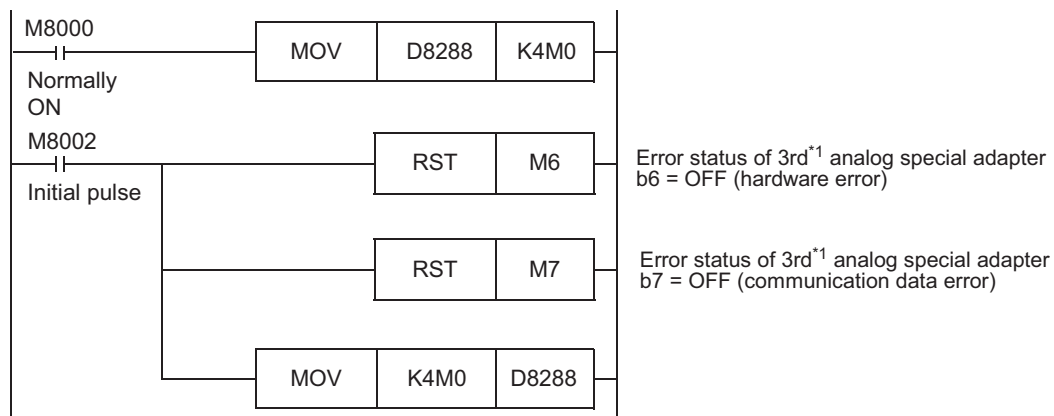 M8000
MOV D8288 K4M0
Normally
ON
M8002
RST M6
Error status of 3rd*1 analog special adapter
b6 = OFF (hardware error)
Initial pulse
RST M7
Error status of 3rd*1 analog special adapter
b7 = OFF (communication data error)
MOV K4M0 D8288